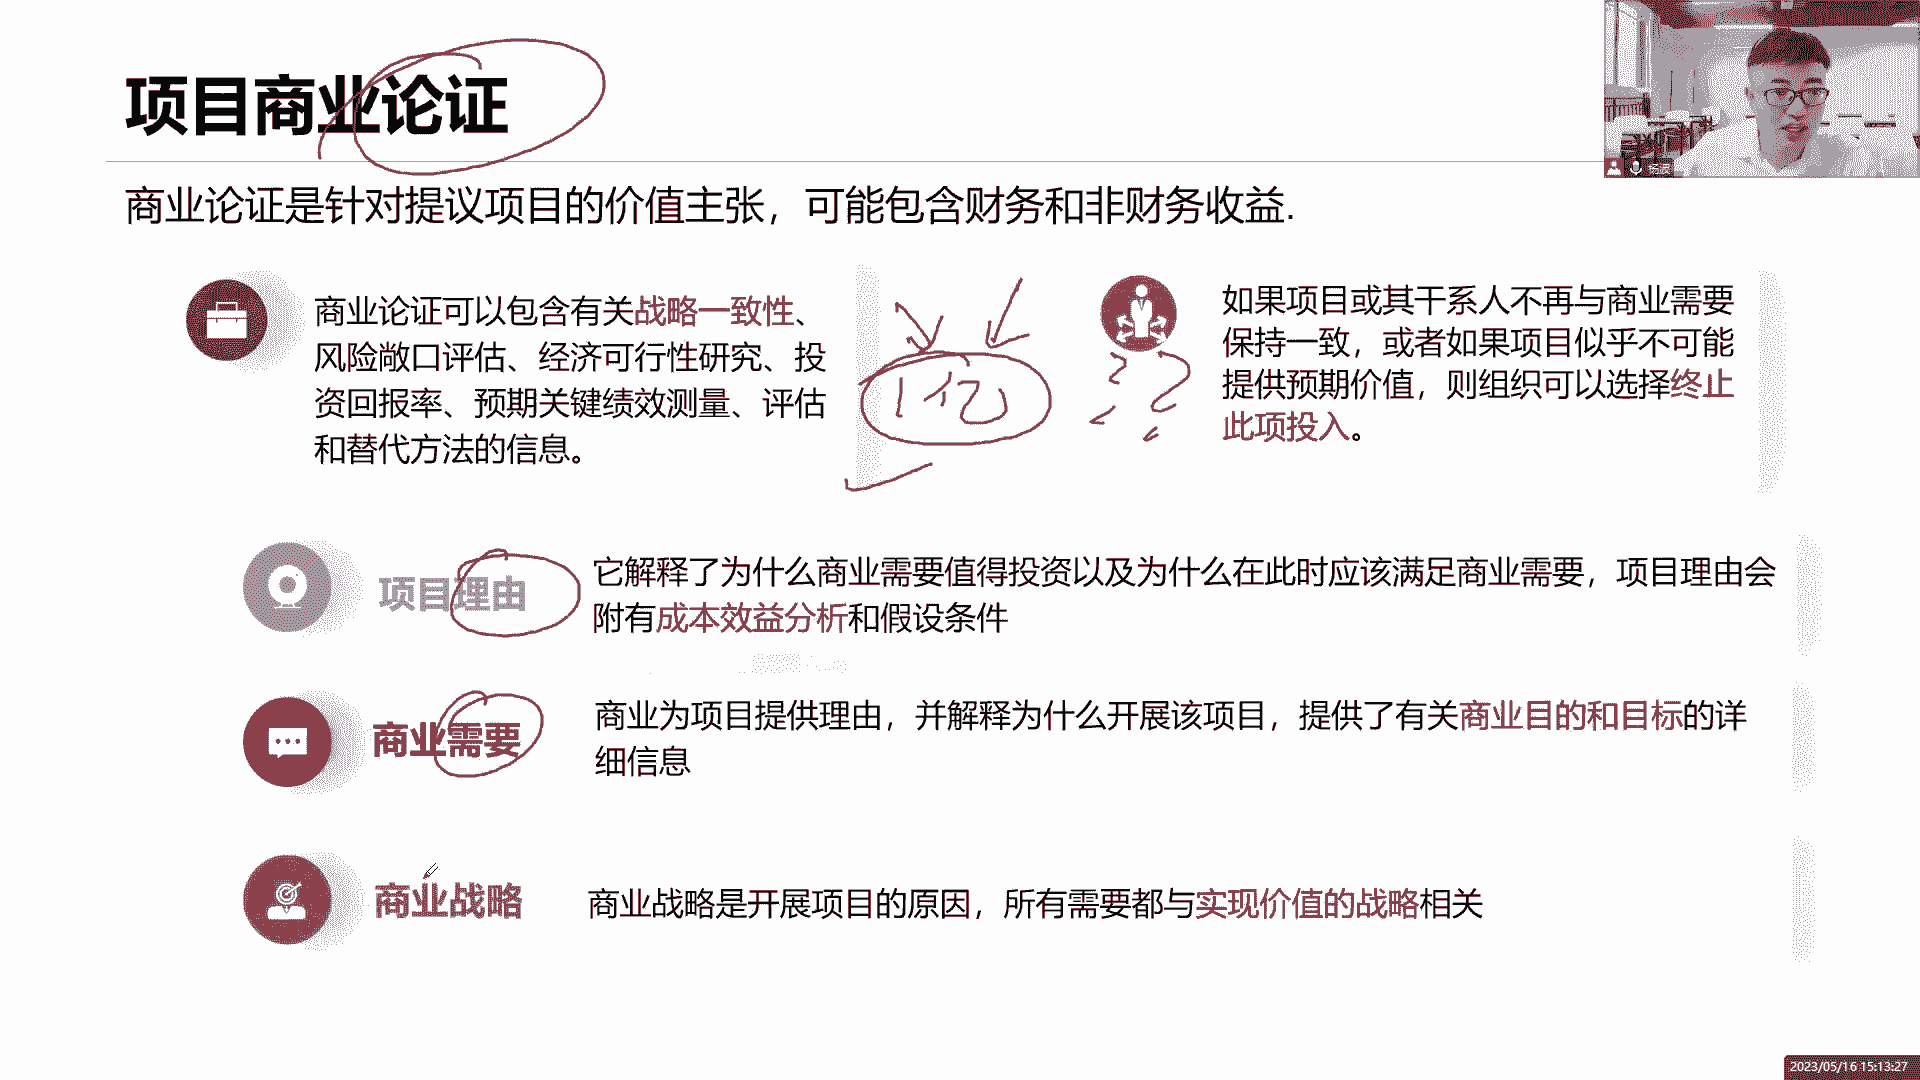 项目商业论证
商业论证是针对提议项目的价值主张，可能包含财务和非财务收益.
商业论证可以包含有关战略一致性、
风险敞口评估、经济可行性研究、投
资回报率、预期关键绩效测量、评估
和替代方法的信息。
1亿
如果项目或其干系人不再与商业需要
保持一致，或者如果项目似乎不可能
提供预期价值，则组织可以选择终止
此项投入。
项目理由
它解释了为什么商业需要值得投资以及为什么在此时应该满足商业需要，项目理由会
附有成本效益分析和假设条件
商业需要
商业为项目提供理由，并解释为什么开展该项目，提供了有关商业目的和目标的详
细信息
商业战略
商业战略是开展项目的原因，所有需要都与实现价值的战略相关
2023/05/16 15:13:27